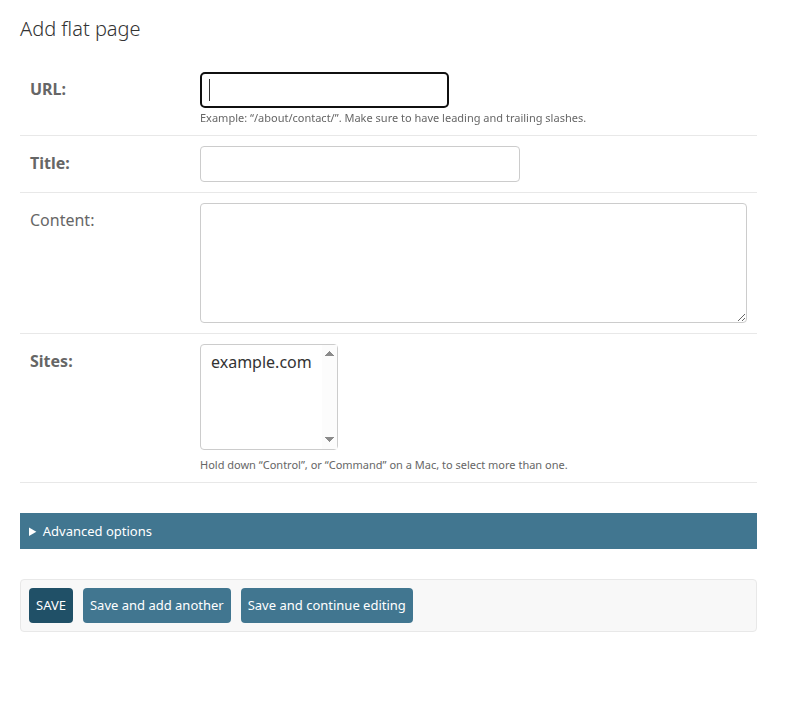 Add flat page
URL:
Example: “/about/contact/”. Make sure to have leading and trailing slashes.
Title:
Content:
Sites:
example.com
Hold down “Control”, or “Command” on a Mac, to select more than one.
Advanced options
SAVE
Save and add another
Save and continue editing